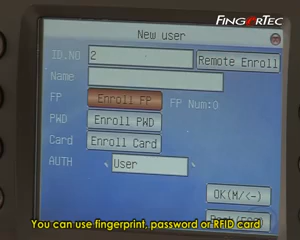 FINGERTEC
New user
ID.NO 2 Remote Enroll
Name
FP Enroll FP FP Num:0
PWD Enroll PWD
Card Enroll Card
AUTH User
OK(M/<-)
You can use fingerprint, password or RFID card